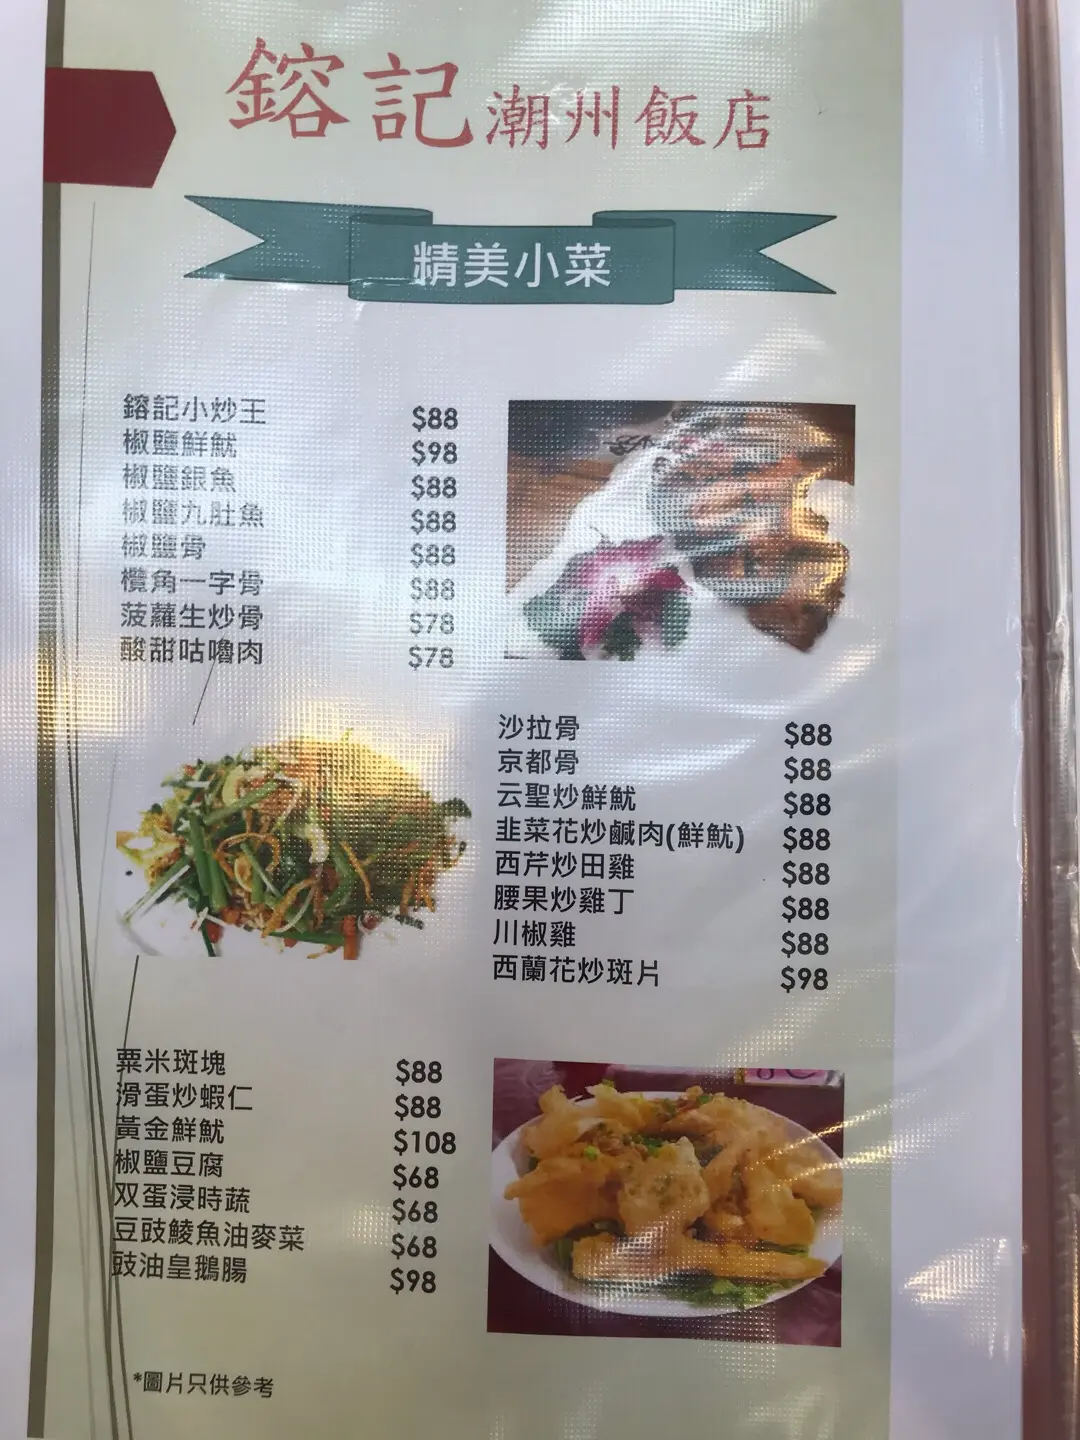 鎔記潮州飯店
精美小菜
鎔記小炒王 $88
椒鹽鮮魷 $98
椒鹽銀魚 $88
椒鹽九肚魚 $88
椒鹽骨 $88
欖角一字骨 $88
菠蘿生炒骨 $78
酸甜咕嚕肉 $78
沙拉骨 $88
京都骨 $88
云聖炒鮮魷 $88
韭菜花炒鹹肉(鮮魷) $88
西芹炒田雞 $88
腰果炒雞丁 $88
川椒雞 $88
西蘭花炒斑片 $98
粟米斑塊 $88
滑蛋炒蝦仁 $88
黃金鮮魷 $108
椒鹽豆腐 $68
双蛋浸時蔬 $68
豆豉鯪魚油麥菜 $68
豉油皇鵝腸 $98
*圖片只供參考